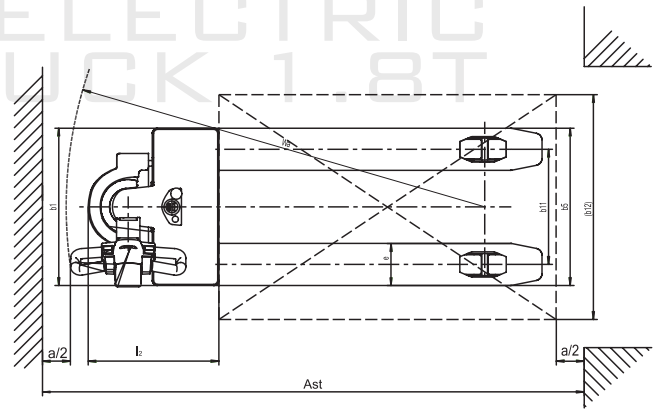 ELECTRIC
UCK 1.8T
Wa
b1
b11
b5
(b12)
e
a/2
l2
a/2
Ast